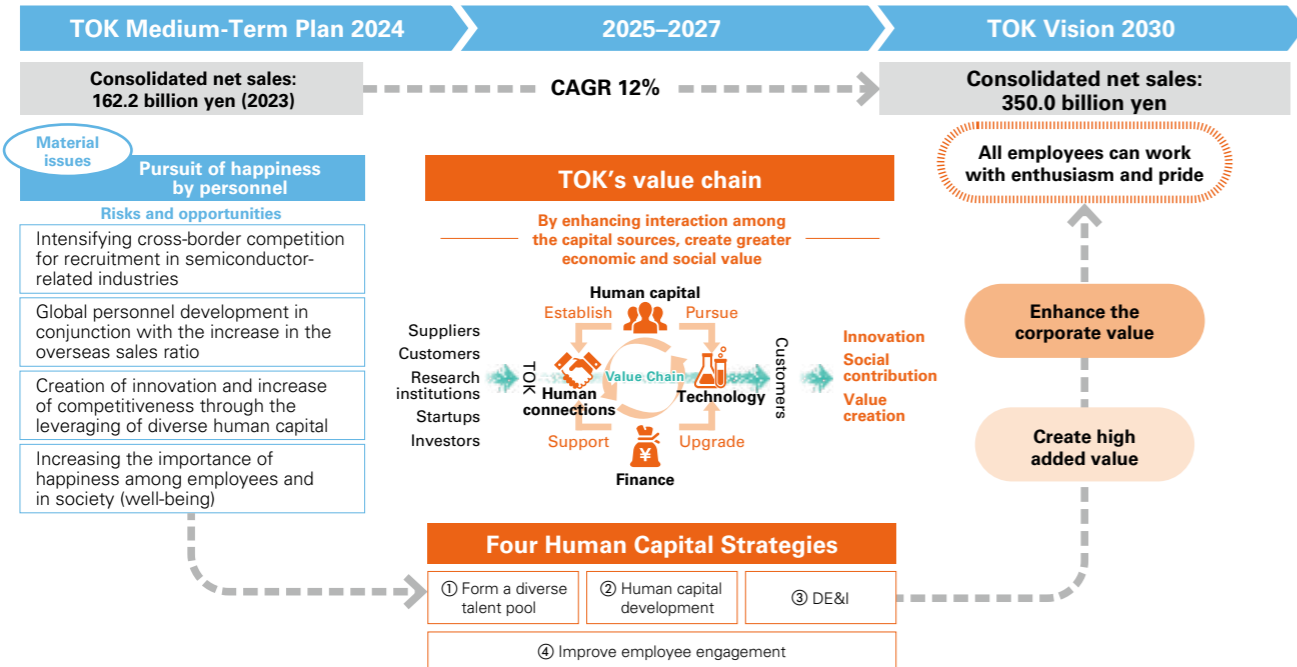 TOK Medium-Term Plan 2024
2025–2027
TOK Vision 2030
Consolidated net sales:
162.2 billion yen (2023)
CAGR 12%
Consolidated net sales:
350.0 billion yen
Material
issues
Pursuit of happiness
by personnel
Risks and opportunities
Intensifying cross-border competition
for recruitment in semiconductor-
related industries
Global personnel development in
conjunction with the increase in the
overseas sales ratio
Creation of innovation and increase
of competitiveness through the
leveraging of diverse human capital
Increasing the importance of
happiness among employees and
in society (well-being)
TOK's value chain
By enhancing interaction among
the capital sources, create greater
economic and social value
Suppliers
Customers
Research
institutions
Startups
Investors
TOK
Human capital
Establish
Pursue
Human
connections
Value Chain
Technology
Support
Upgrade
¥
Finance
Customers
Innovation
Social
contribution
Value
creation
All employees can work
with enthusiasm and pride
Enhance the
corporate value
Create high
added value
Four Human Capital Strategies
① Form a diverse
talent pool
② Human capital
development
③ DE&I
④ Improve employee engagement